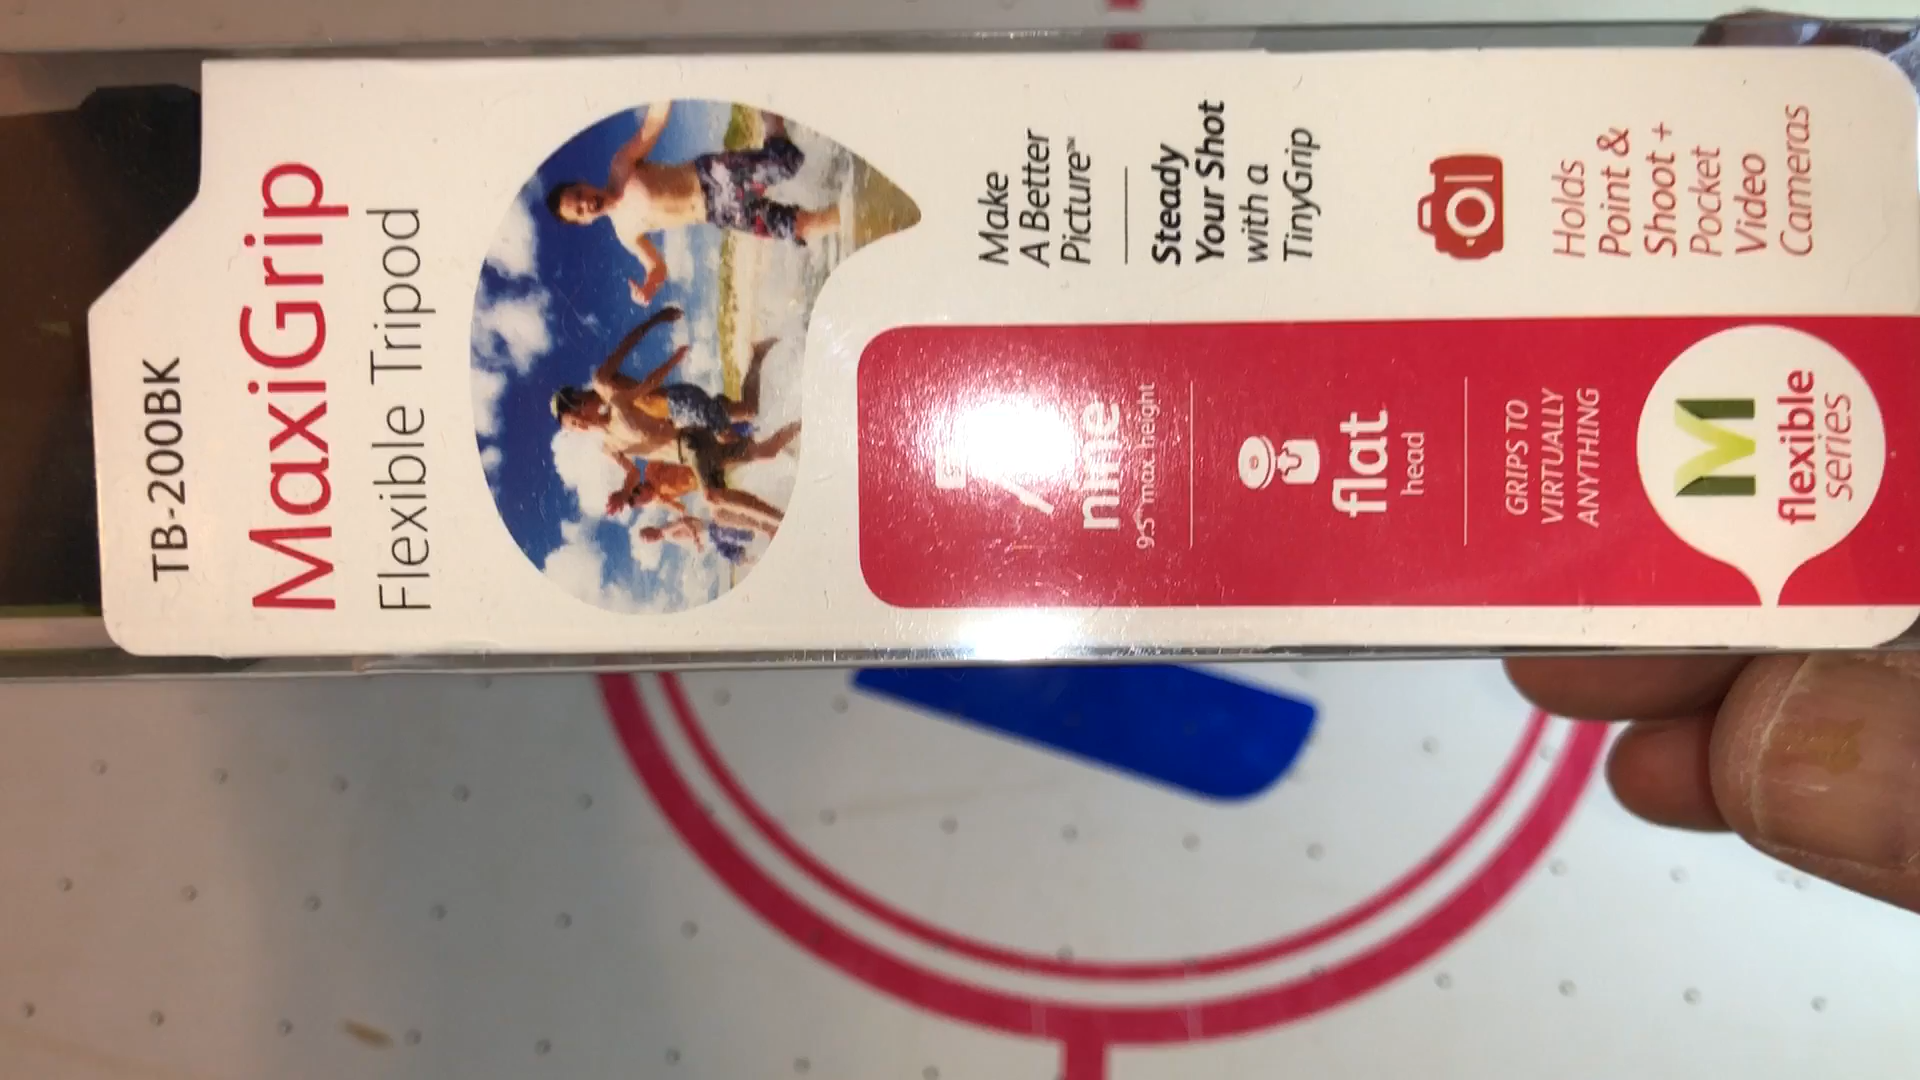 TB-200BK
MaxiGrip
Flexible Tripod
Make
A Better
Picture™
Steady
Your Shot
with a
TinyGrip
Holds
Point &
Shoot +
Pocket
Video
Cameras
nine
9.5" max height
flat
head
GRIPS TO
VIRTUALLY
ANYTHING
M
flexible
series